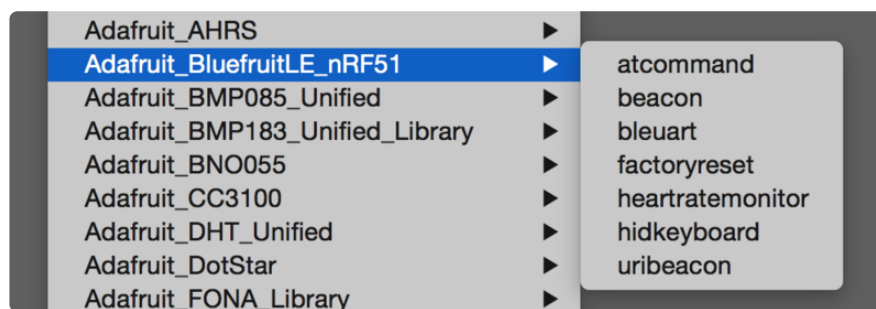 Adafruit_AHRS
Adafruit_BluefruitLE_nRF51
Adafruit_BMP085_Unified
Adafruit_BMP183_Unified_Library
Adafruit_BNO055
Adafruit_CC3100
Adafruit_DHT_Unified
Adafruit_DotStar
Adafruit_FONA_Library
atcommand
beacon
bleuart
factoryreset
heartratemonitor
hidkeyboard
uribeacon